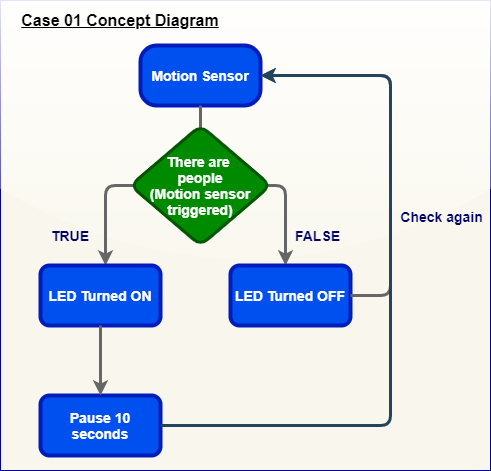 Case 01 Concept Diagram
Motion Sensor
There are
people
(Motion sensor
triggered)
TRUE
FALSE
Check again
LED Turned ON
LED Turned OFF
Pause 10
seconds